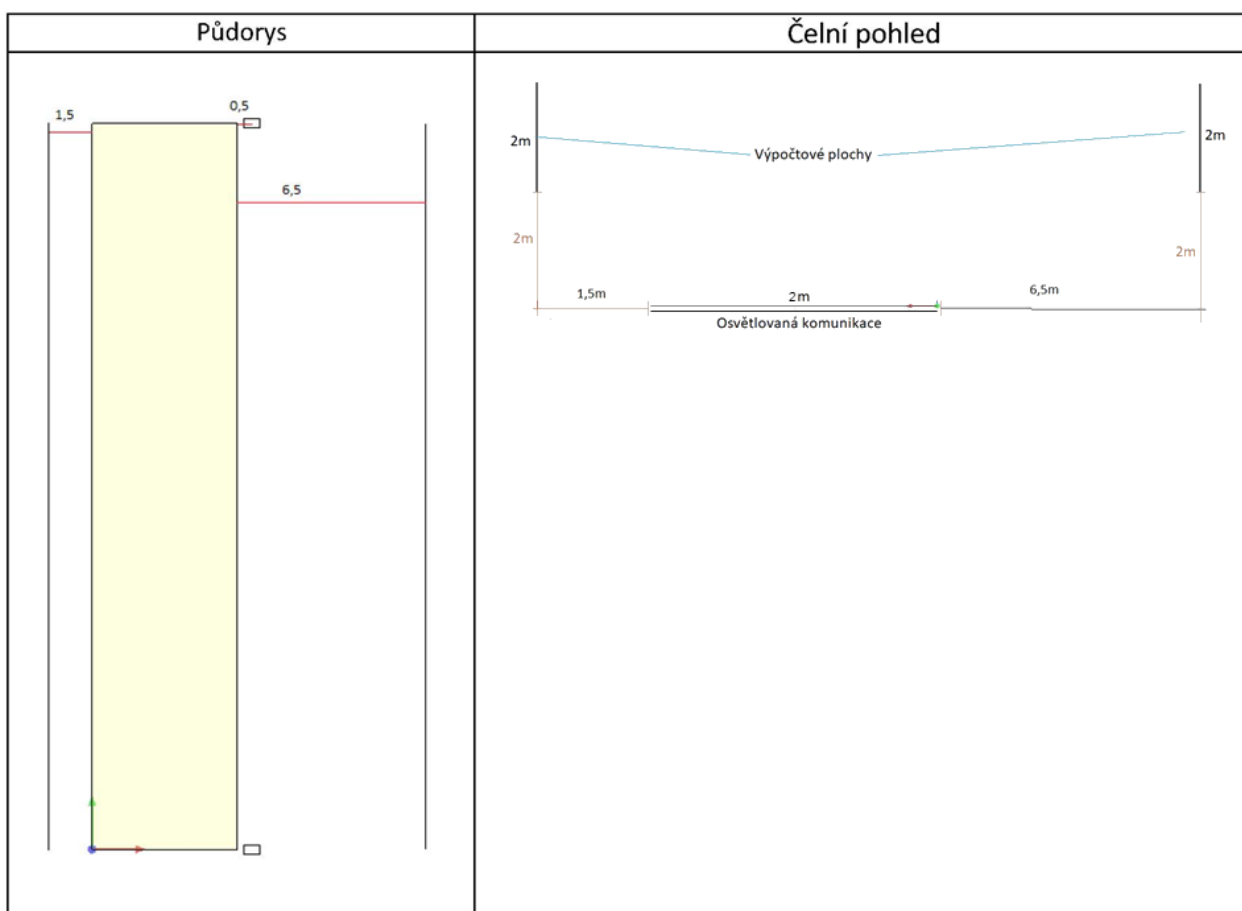 Půdorys
Čelní pohled
1,5
0,5
6,5
2m
Výpočtové plochy
2m
2m
2m
1,5m
2m
6,5m
Osvětlovaná komunikace